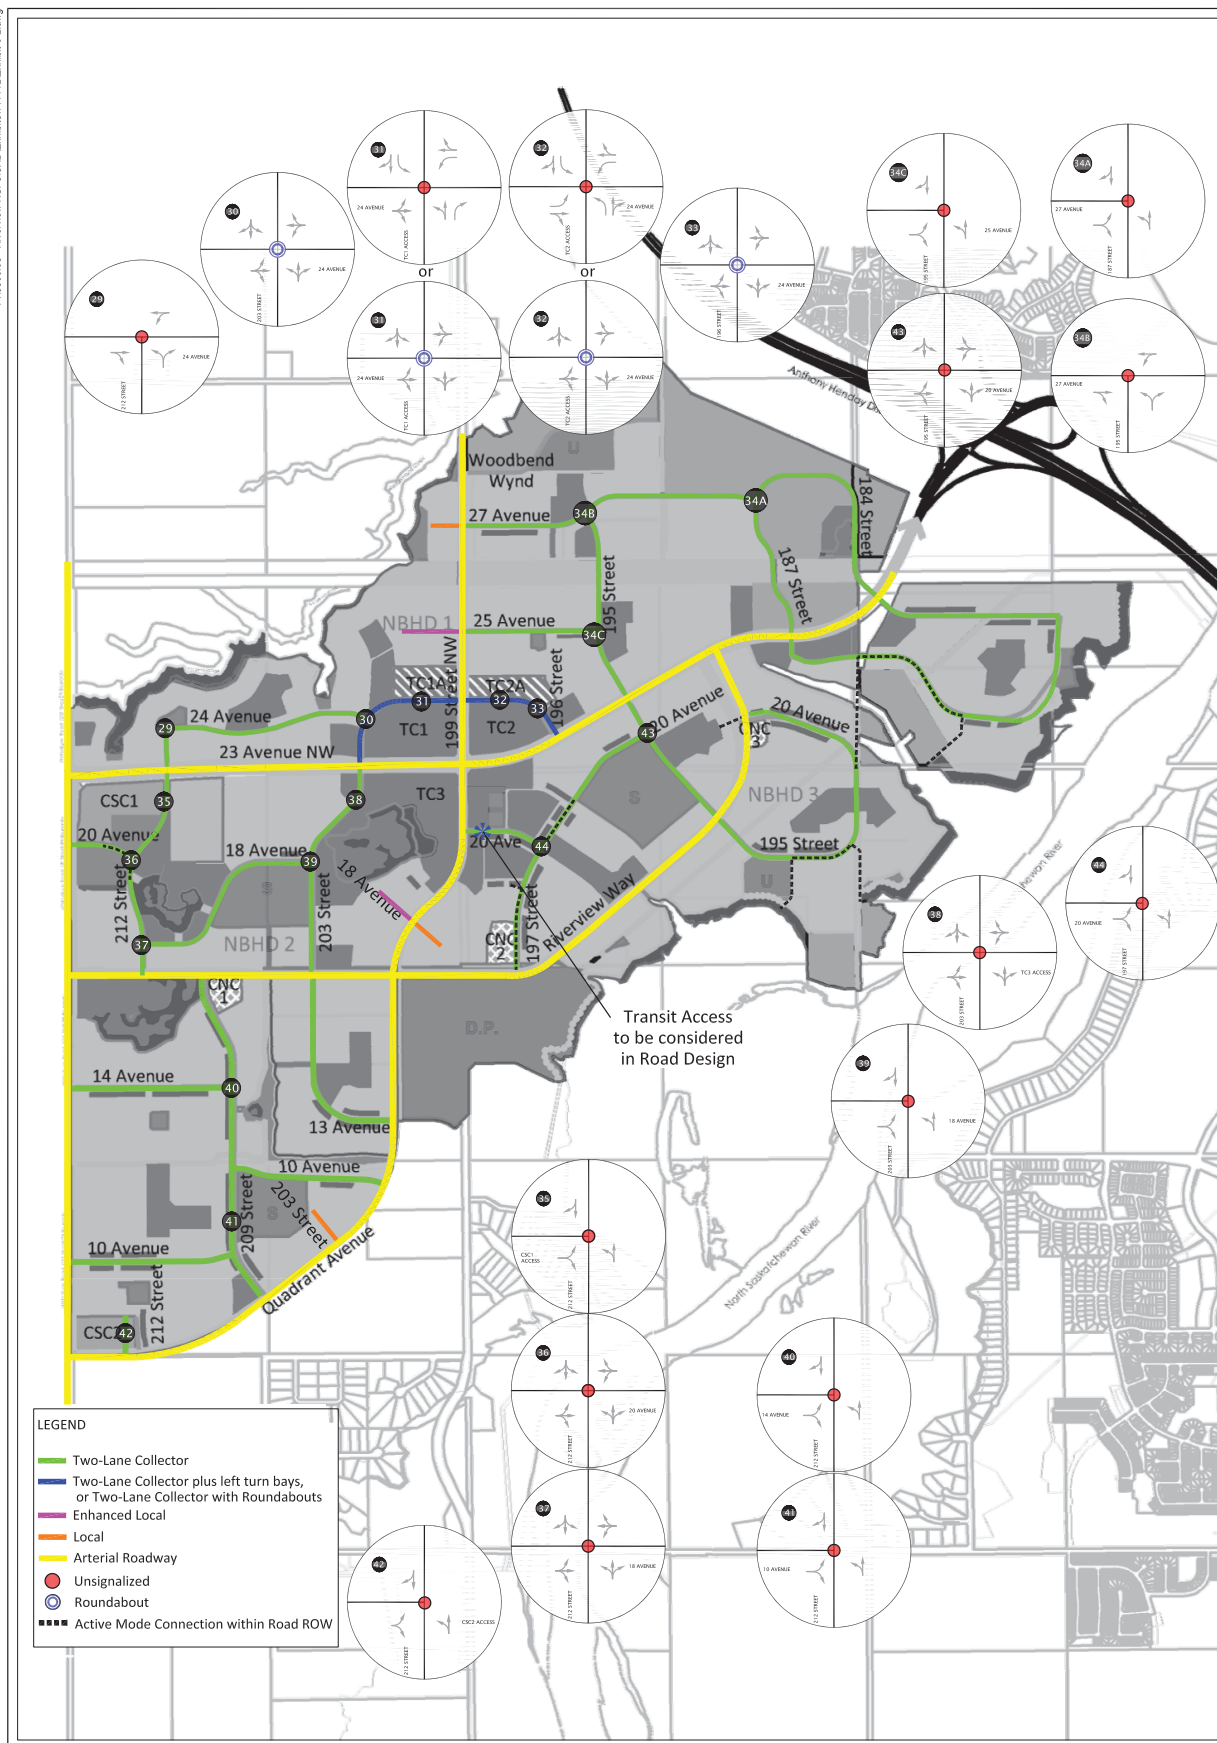 31
24 AVENUE
TC1 ACCESS
or
32
24 AVENUE
TC2 ACCESS
or
34C
25 AVENUE
195 STREET
34A
27 AVENUE
187 STREET
30
24 AVENUE
203 STREET
33
24 AVENUE
196 STREET
29
24 AVENUE
212 STREET
31
24 AVENUE
TC1 ACCESS
32
24 AVENUE
TC2 ACCESS
43
20 AVENUE
195 STREET
34B
27 AVENUE
195 STREET
Anthony Henday
U
Woodbend
Wynd
27 Avenue
34B
34A
184 Street
187 Street
195 Street
NBHD 1
25 Avenue
34C
199 Street NW
196 Street
TC1A
TC2A
31
32
33
24 Avenue
29
30
TC1
TC2
20 Avenue
43
20 Avenue
CNC
3
23 Avenue NW
CSC1
35
38
TC3
S
NBHD 3
20 Avenue
36
18 Avenue
39
20 Ave
44
195 Street
U
212 Street
37
NBHD 2
203 Street
18 Avenue
CNC
2
197 Street
Riverview Way
CNC
1
D.P.
Transit Access
to be considered
in Road Design
14 Avenue
40
13 Avenue
10 Avenue
203 Street
209 Street
41
10 Avenue
Quadrant Avenue
212 Street
CSC2
42
North Saskatchewan River
44
20 AVENUE
197 STREET
38
TC3 ACCESS
203 STREET
39
18 AVENUE
203 STREET
35
CSC1
ACCESS
212 STREET
36
20 AVENUE
212 STREET
40
14 AVENUE
212 STREET
37
18 AVENUE
212 STREET
41
212 STREET
42
CSC2 ACCESS
212 STREET
LEGEND
Two-Lane Collector
Two-Lane Collector plus left turn bays,
or Two-Lane Collector with Roundabouts
Enhanced Local
Local
Arterial Roadway
Unsignalized
Roundabout
Active Mode Connection within Road ROW